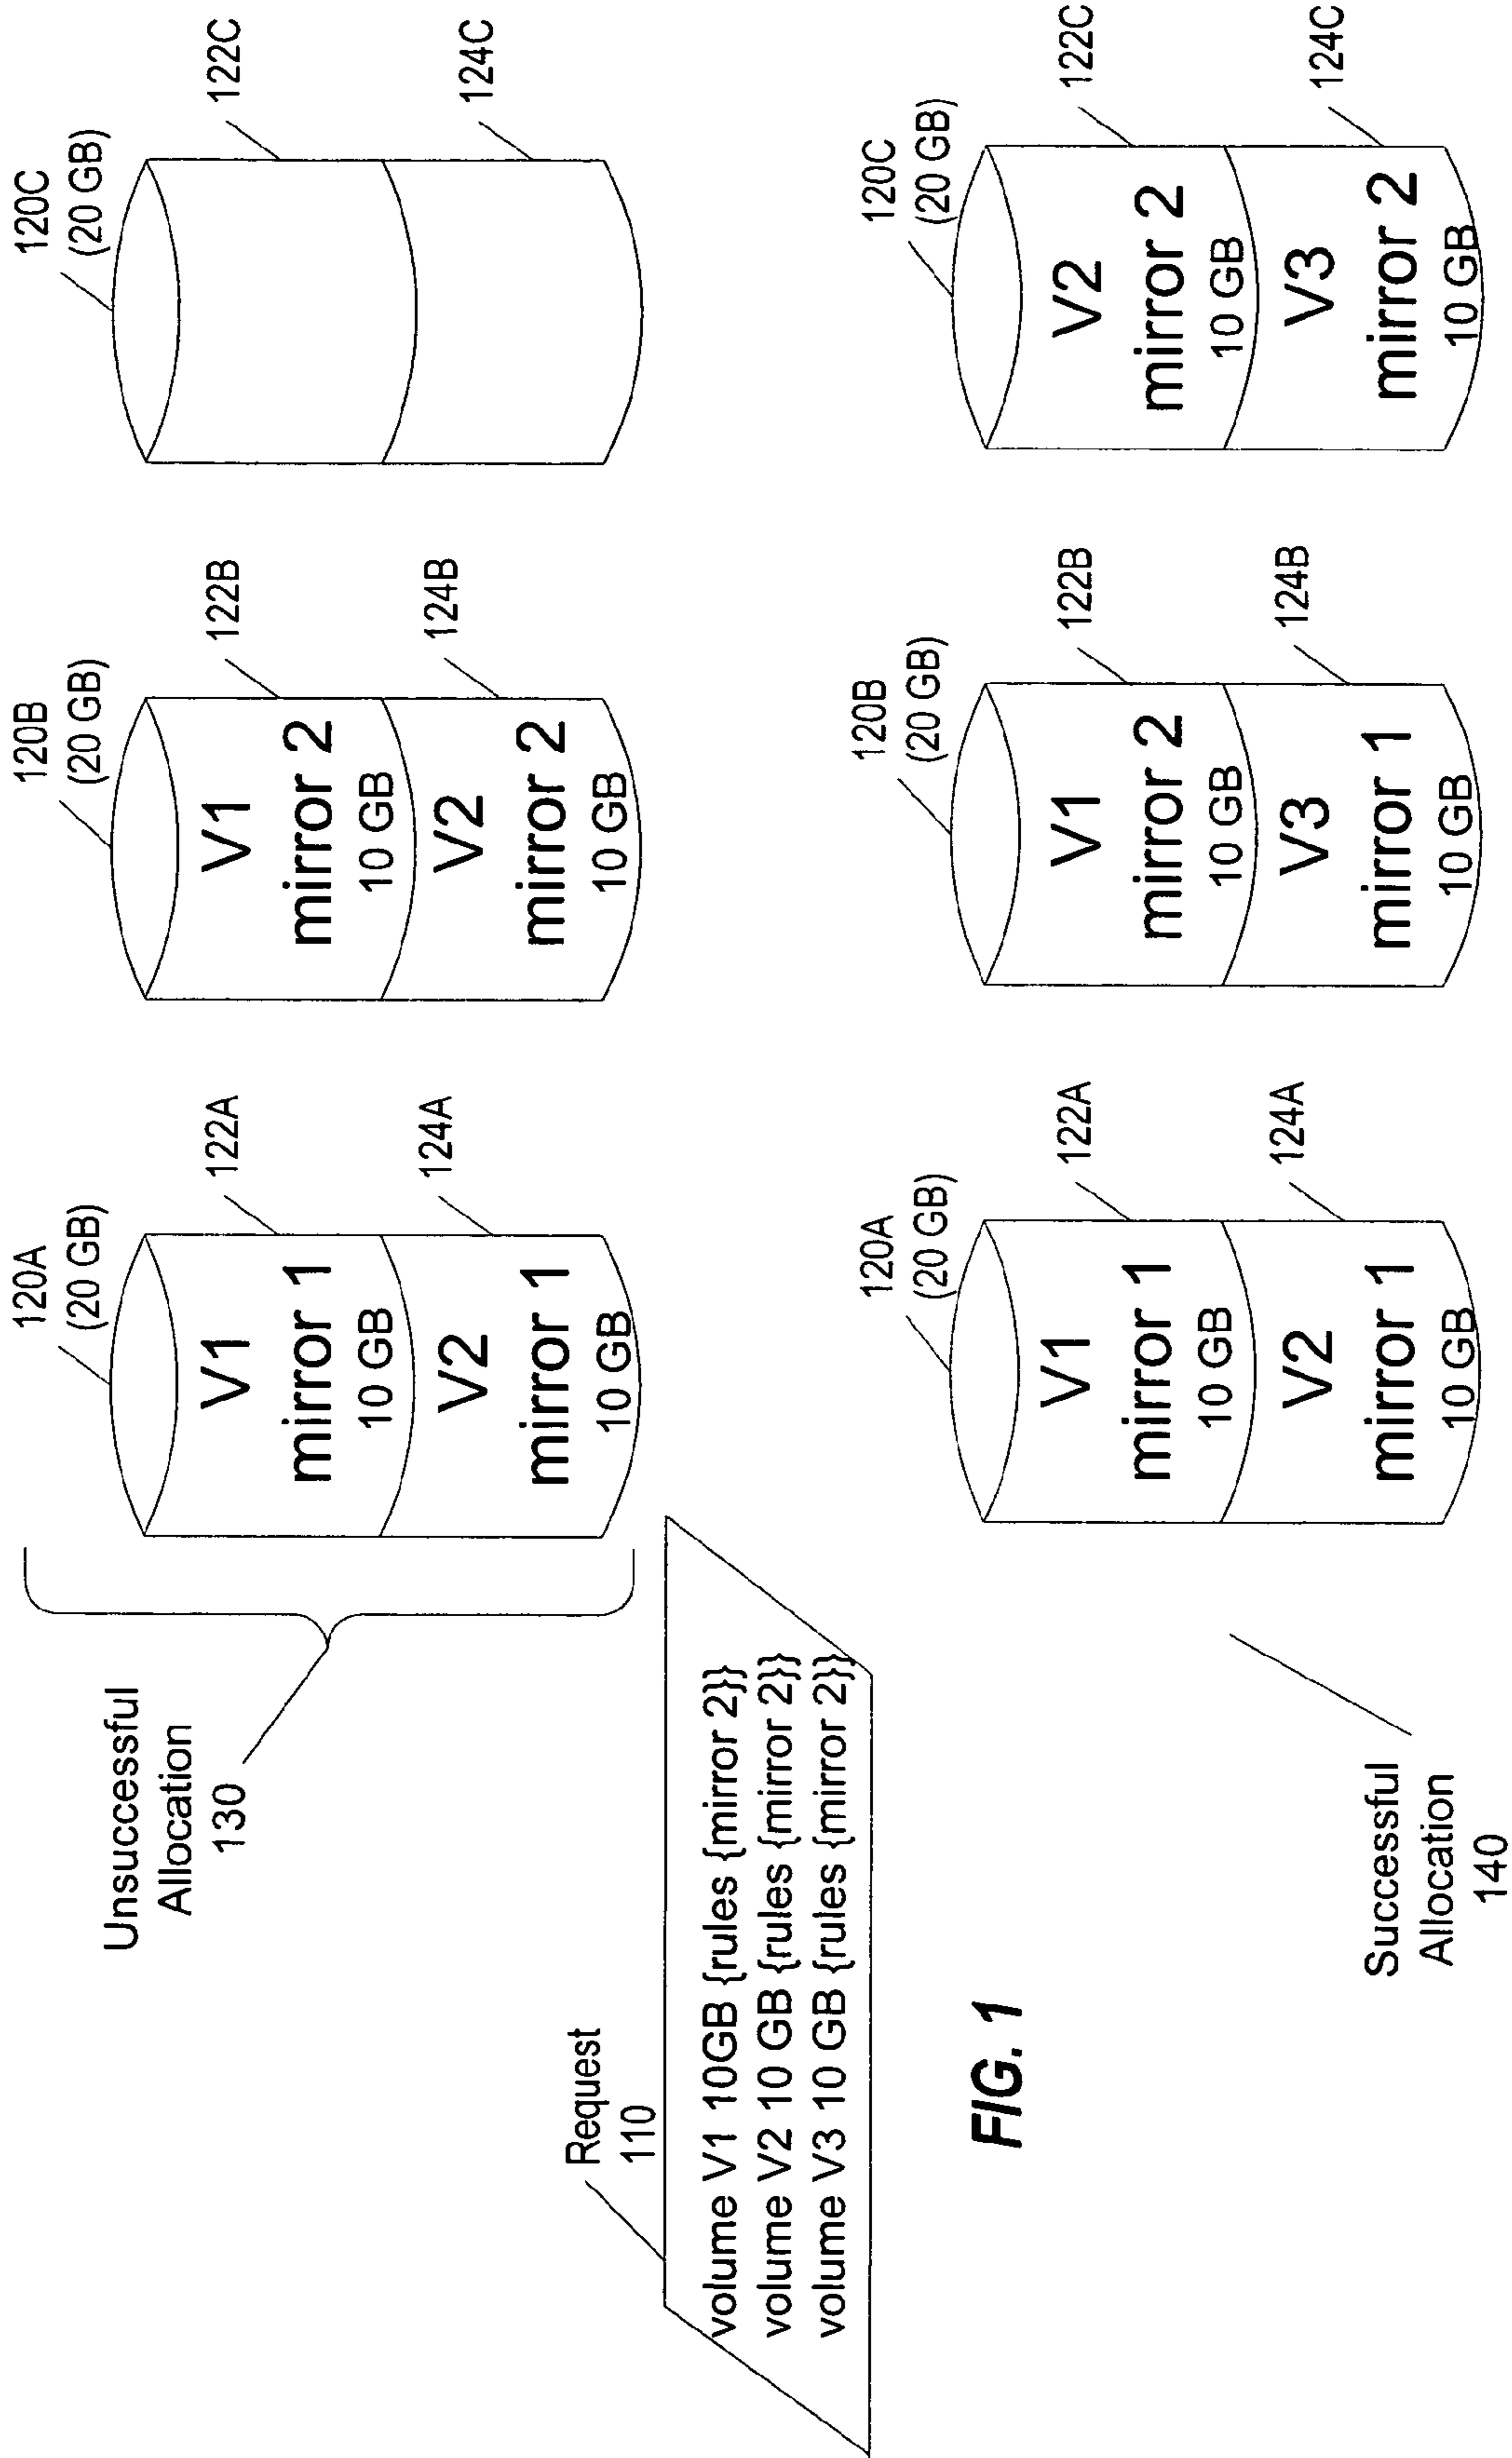 Unsuccessful
Allocation
130
120A
(20 GB)
V1
mirror 1
10 GB
122A
V2
mirror 1
10 GB
124A
120B
(20 GB)
V1
mirror 2
10 GB
122B
V2
mirror 2
10 GB
124B
120C
(20 GB)
122C
124C
Request
110
volume V1 10GB {rules {mirror 2}}
volume V2 10 GB {rules {mirror 2}}
volume V3 10 GB {rules {mirror 2}}
FIG. 1
Successful
Allocation
140
120A
(20 GB)
V1
mirror 1
10 GB
122A
V2
mirror 1
10 GB
124A
120B
(20 GB)
V1
mirror 2
10 GB
122B
V3
mirror 1
10 GB
124B
120C
(20 GB)
V2
mirror 2
10 GB
122C
V3
mirror 2
10 GB
124C